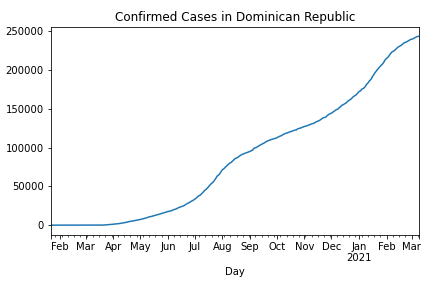 Confirmed Cases in Dominican Republic
250000
200000
150000
100000
50000
0
Feb Mar Apr May Jun Jul Aug Sep Oct Nov Dec Jan Feb Mar
2021
Day